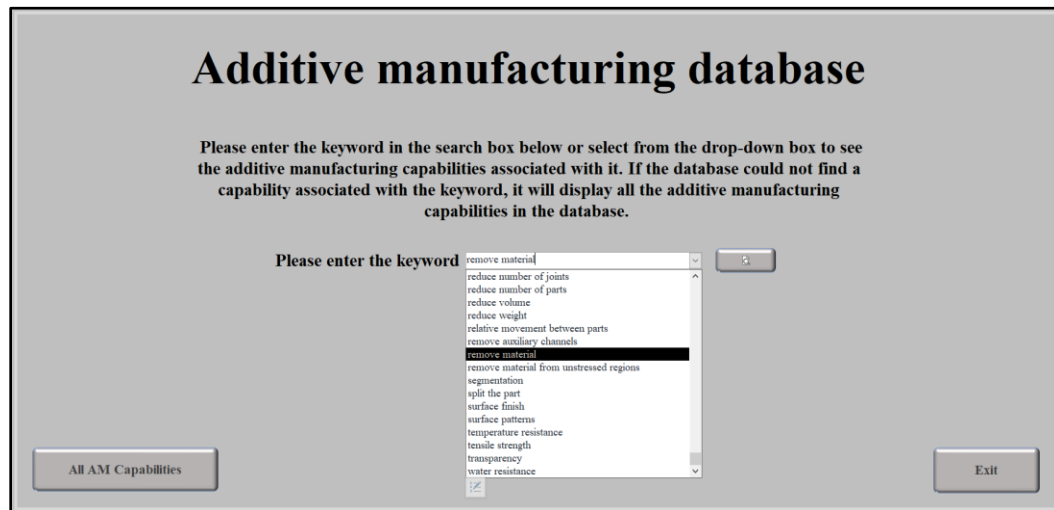 Additive manufacturing database
Please enter the keyword in the search box below or select from the drop-down box to see
the additive manufacturing capabilities associated with it. If the database could not find a
capability associated with the keyword, it will display all the additive manufacturing
capabilities in the database.
Please enter the keyword remove material
reduce number of joints
reduce number of parts
reduce volume
reduce weight
relative movement between parts
remove auxiliary channels
remove material
remove material from unstressed regions
segmentation
split the part
surface finish
surface patterns
temperature resistance
tensile strength
transparency
water resistance
All AM Capabilities
Exit